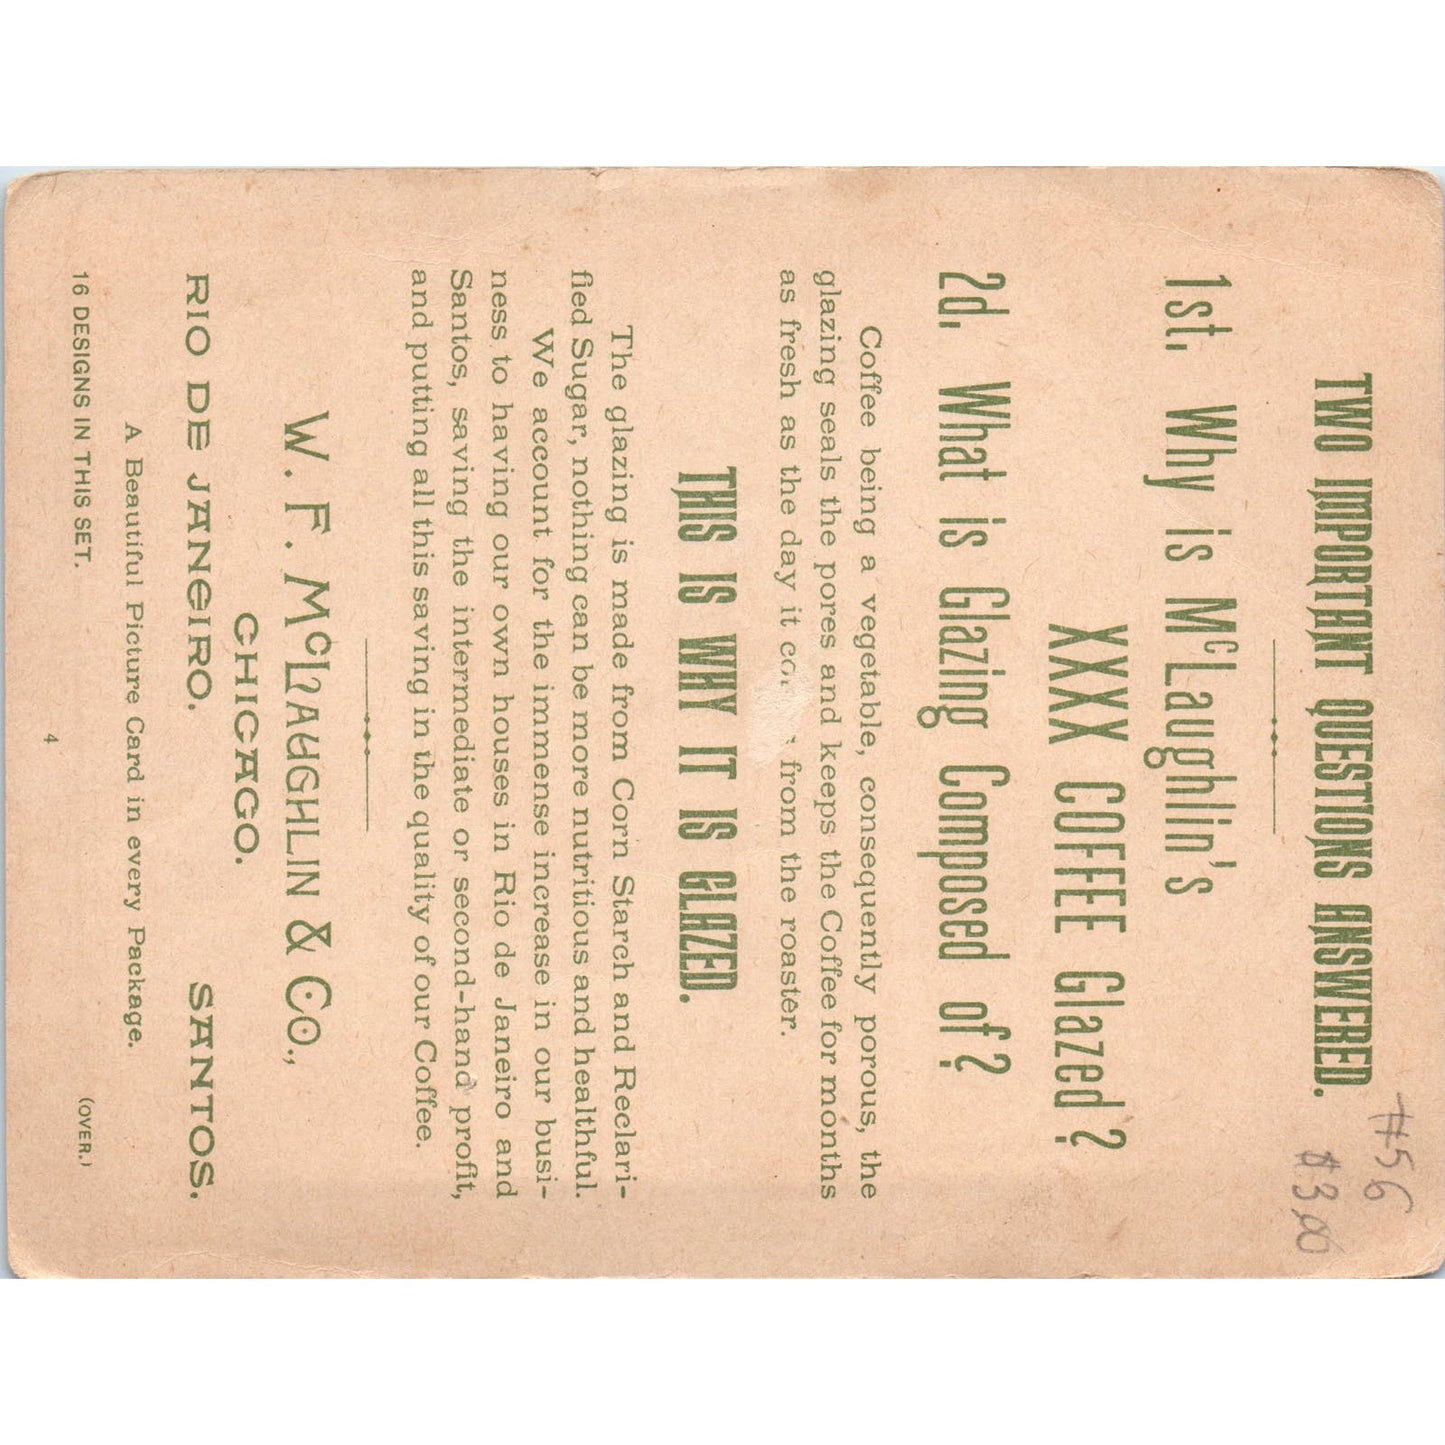 #56
$3.00
TWO IMPORTANT QUESTIONS ANSWERED.
1st. Why is McLaughlin's
XXXX COFFEE Glazed?
2d. What is Glazing Composed of?
Coffee being a vegetable, consequently porous, the
glazing seals the pores and keeps the Coffee for months
as fresh as the day it from the roaster.
THIS IS WHY IT IS GLAZED.
The glazing is made from Corn Starch and Reclari-
fied Sugar, nothing can be more nutritious and healthful.
We account for the immense increase in our busi-
ness to having our own houses in Rio de Janeiro and
Santos, saving the intermediate or second-hand profit,
and putting all this saving in the quality of our Coffee.
W. F. McLAUGHLIN & Co.,
CHICAGO.
RIO DE JANEIRO. SANTOS.
A Beautiful Picture Card in every Package.
16 DESIGNS IN THIS SET. (OVER.)
4